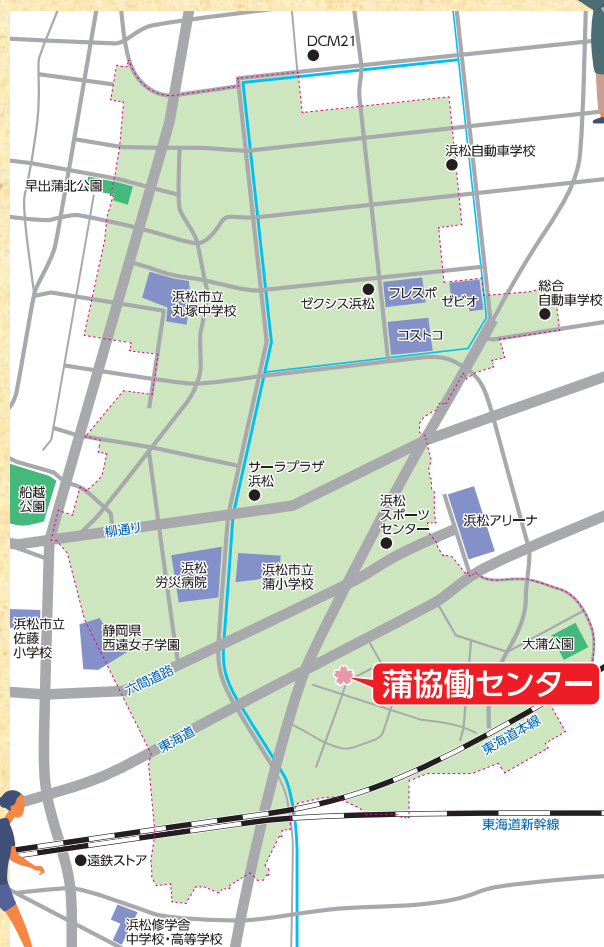 DCM21
浜松自動車学校
早出蒲北公園
浜松市立
丸塚中学校
ゼクシス浜松
フレスポ
ゼビオ
総合
自動車学校
コストコ
サーラプラザ
浜松
船越
公園
浜松
スポーツ
センター
浜松アリーナ
柳通り
浜松
労災病院
浜松市立
蒲小学校
浜松市立
佐藤
小学校
静岡県
西遠女子学園
大蒲公園
六間道路
蒲協働センター
東海道
東海道本線
東海道新幹線
遠鉄ストア
浜松修学舎
中学校・高等学校